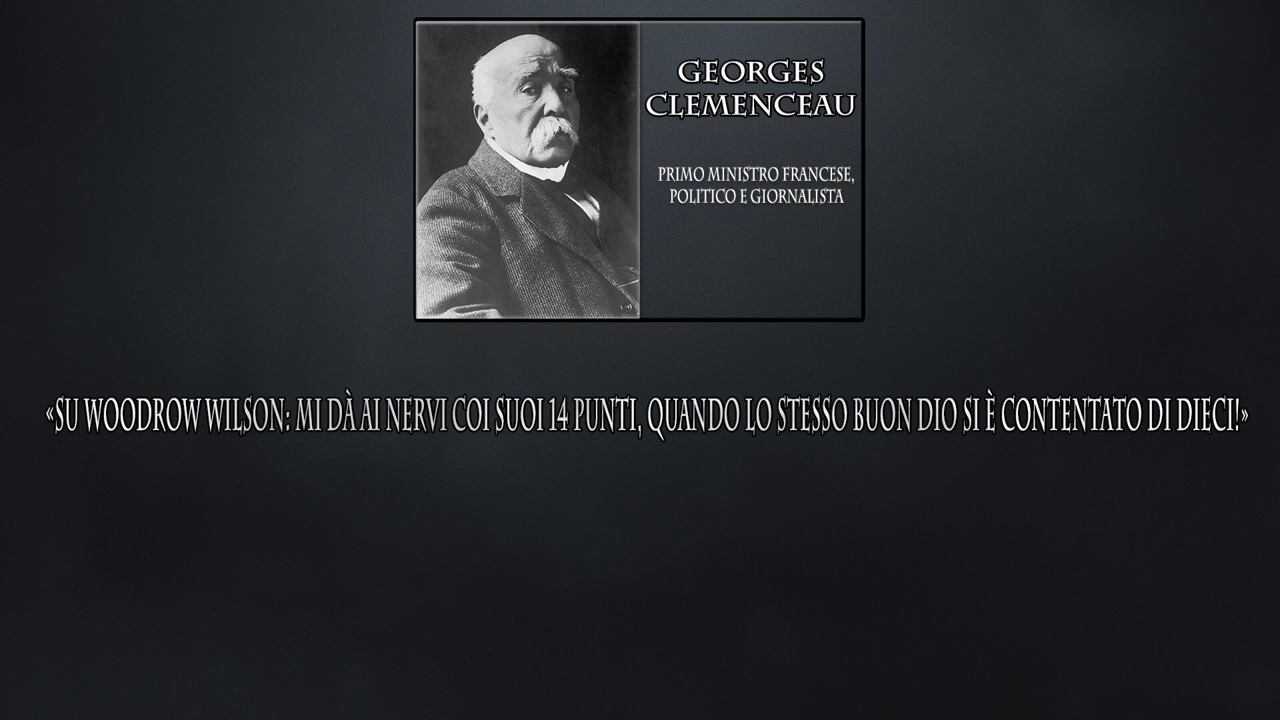 GEORGES
CLEMENCEAU
PRIMO MINISTRO FRANCESE,
POLITICO E GIORNALISTA
«SU WOODROW WILSON: MI DÀ AI NERVI COI SUOI 14 PUNTI, QUANDO LO STESSO BUON DIO SI È CONTENTATO DI DIECI!»